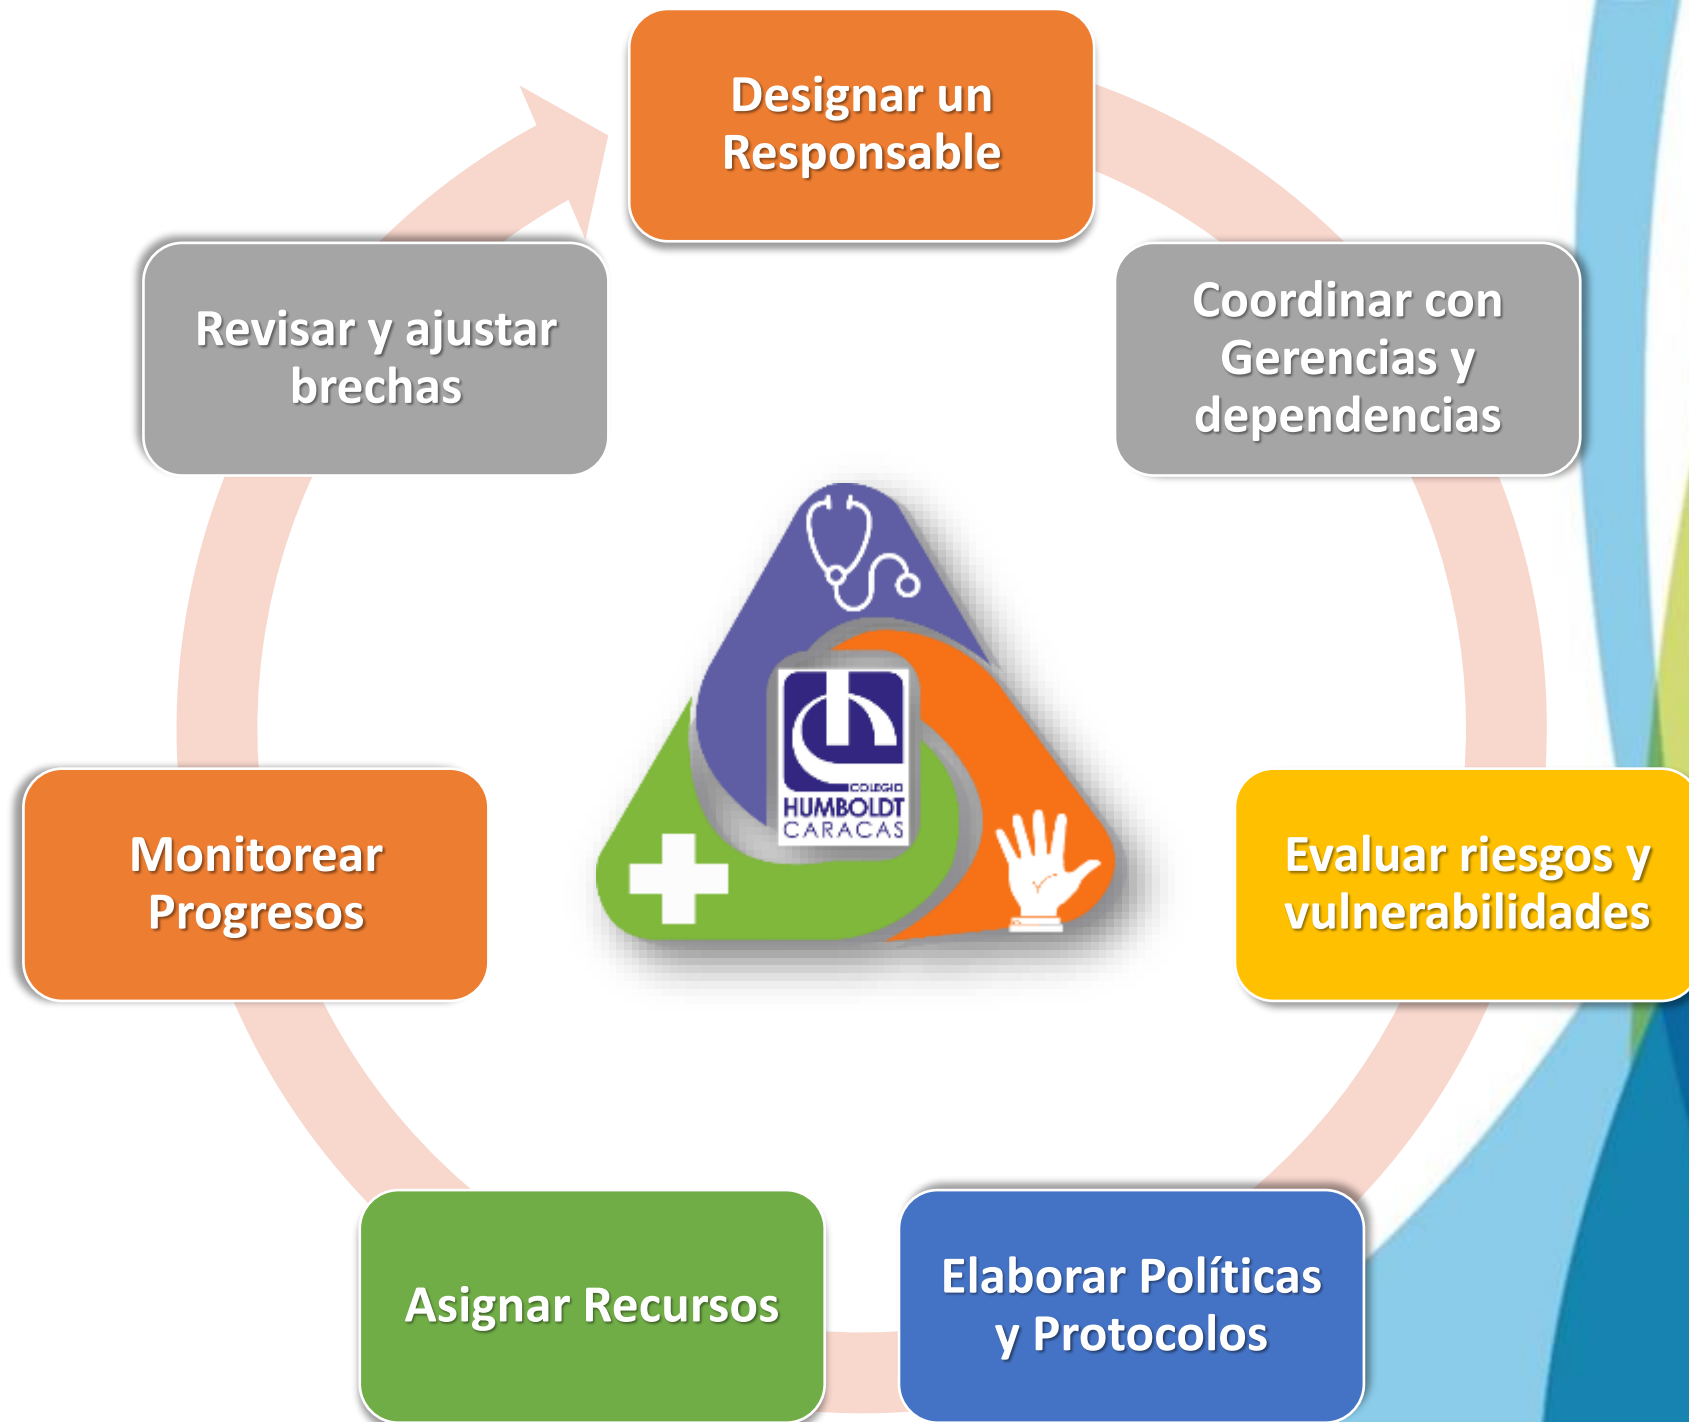 Designar un
Responsable
Coordinar con
Gerencias y
dependencias
Evaluar riesgos y
vulnerabilidades
Elaborar Políticas
y Protocolos
Asignar Recursos
Monitorear
Progresos
Revisar y ajustar
brechas
COLEGIO
HUMBOLDT
CARACAS